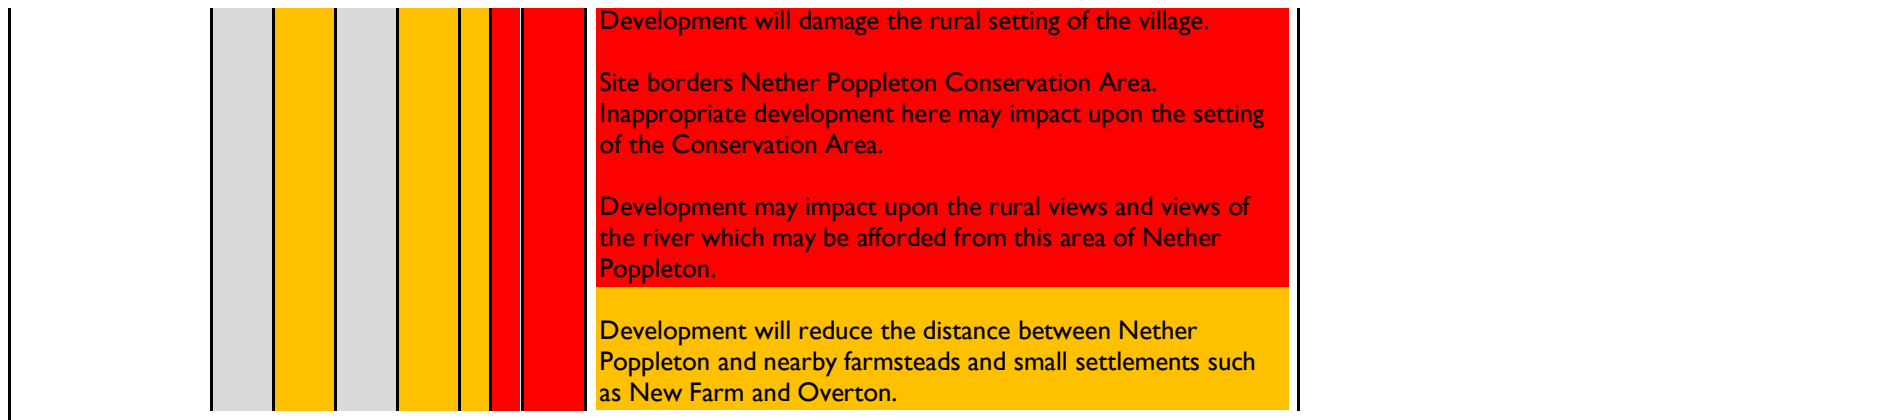 Development will damage the rural setting of the village.
Site borders Nether Poppleton Conservation Area.
Inappropriate development here may impact upon the setting
of the Conservation Area.
Development may impact upon the rural views and views of
the river which may be afforded from this area of Nether
Poppleton.
Development will reduce the distance between Nether
Poppleton and nearby farmsteads and small settlements such
as New Farm and Overton.